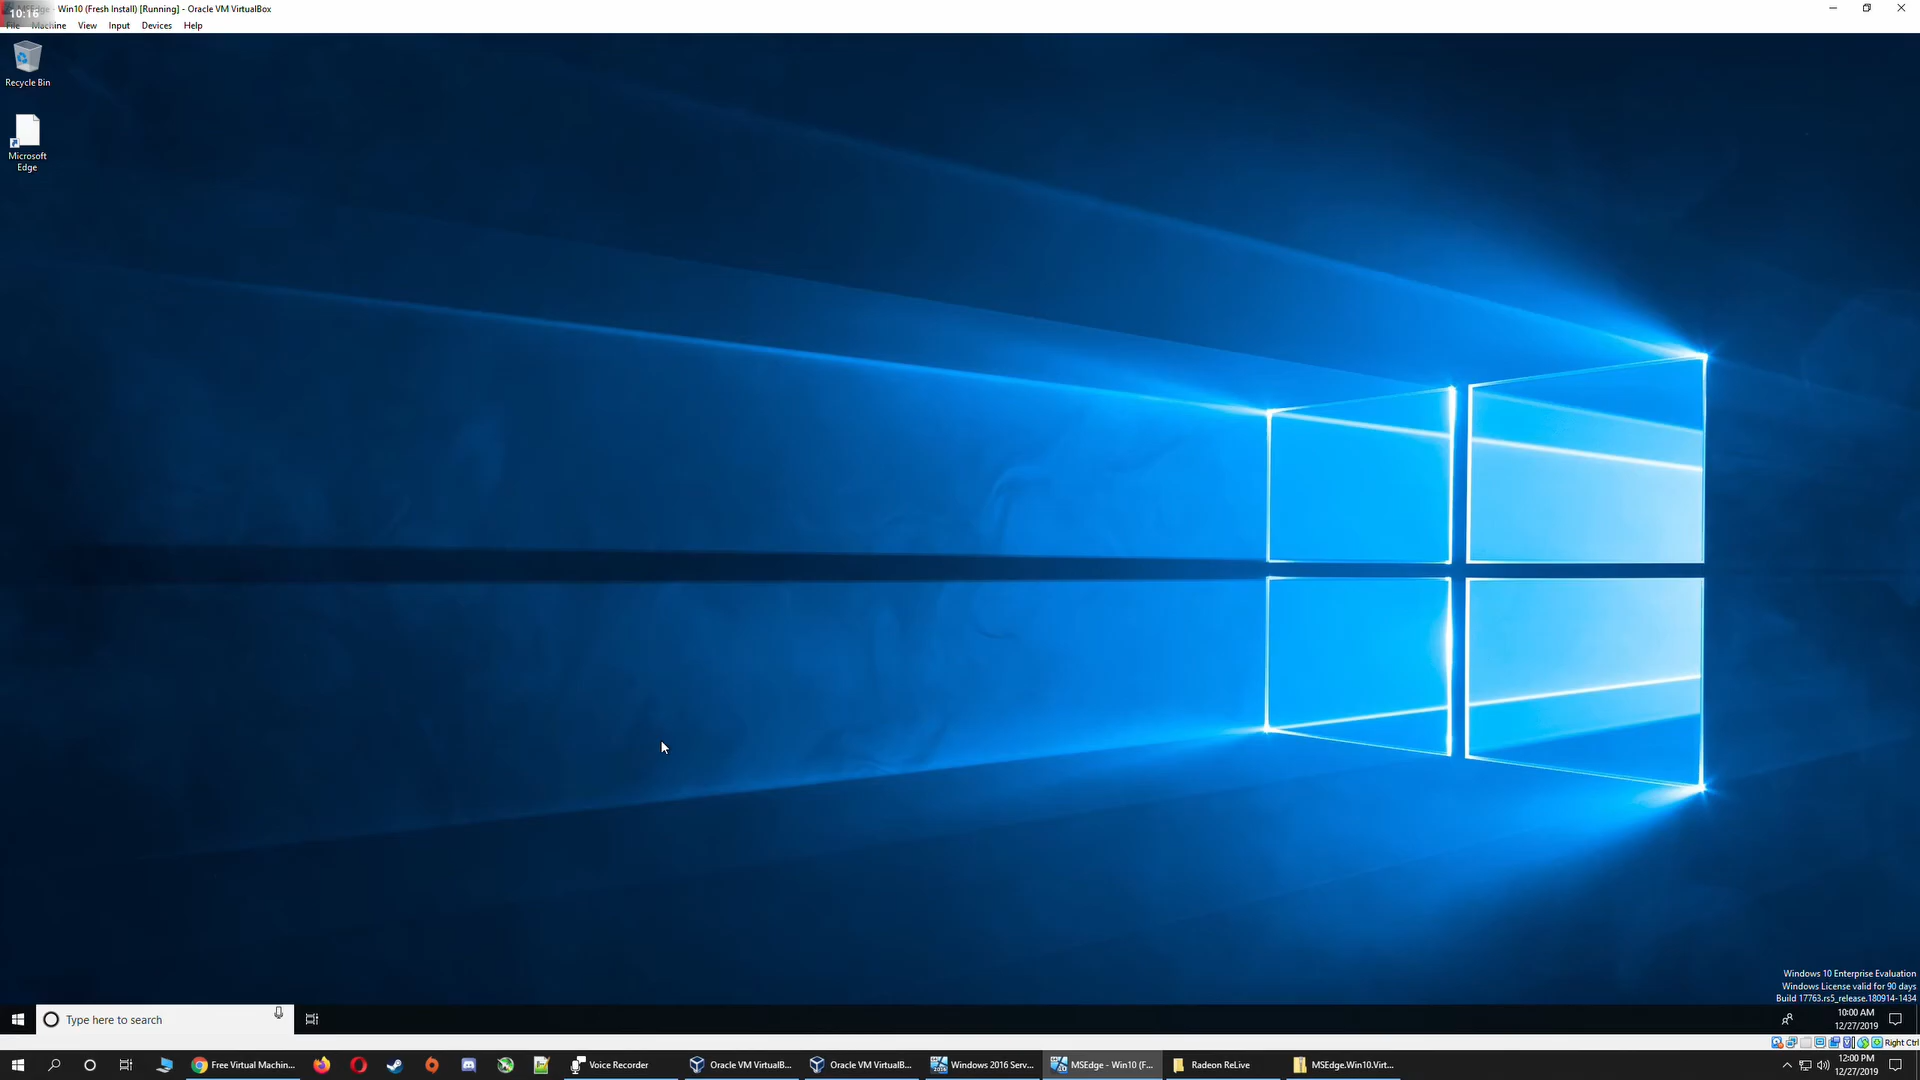 10:16
MSEdge - Win10 (Fresh Install) [Running] - Oracle VM VirtualBox
File Machine View Input Devices Help
Recycle Bin
Microsoft
Edge
Windows 10 Enterprise Evaluation
Windows License valid for 90 days
Build 17763.rs5_release.180914-1434
Type here to search
10:00 AM
12/27/2019
Right Ctrl
Free Virtual Machin...
Voice Recorder
Oracle VM VirtualB...
Oracle VM VirtualB...
Windows 2016 Serv...
MSEdge - Win10 (F...
Radeon ReLive
MSEdge.Win10.Virt...
12:00 PM
12/27/2019